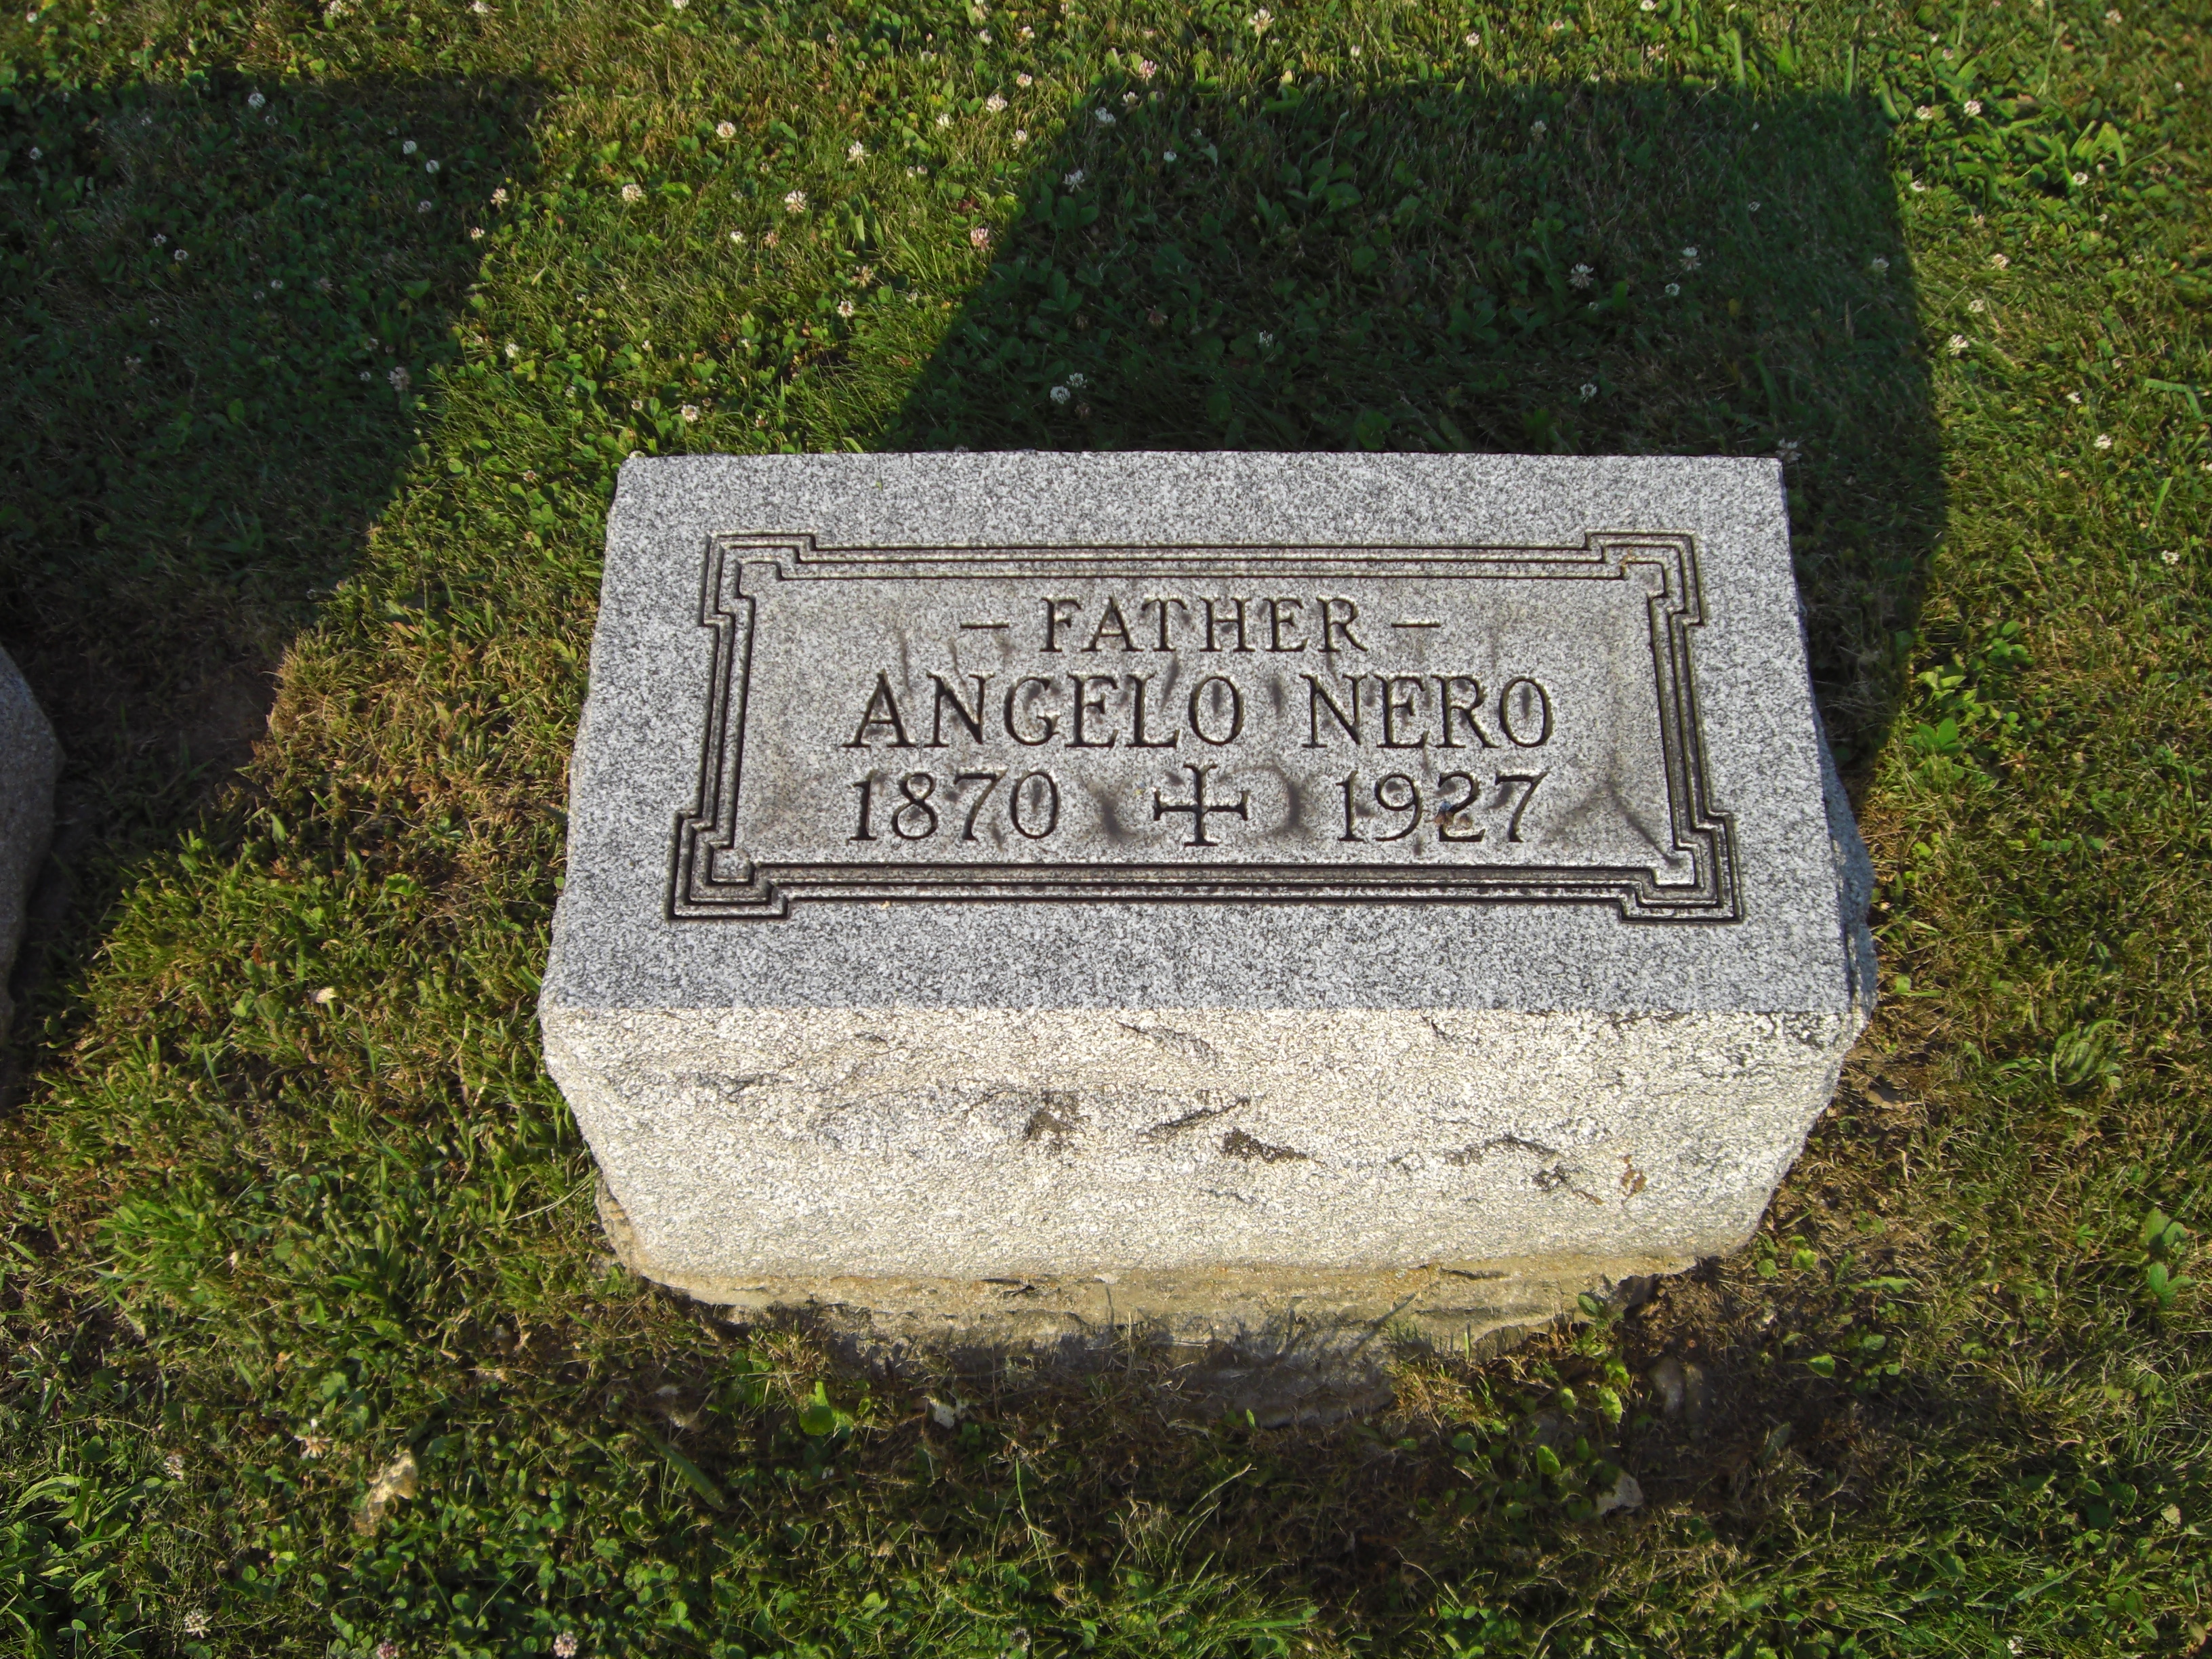 - FATHER -
ANGELO NERO
1870 ✢ 1927